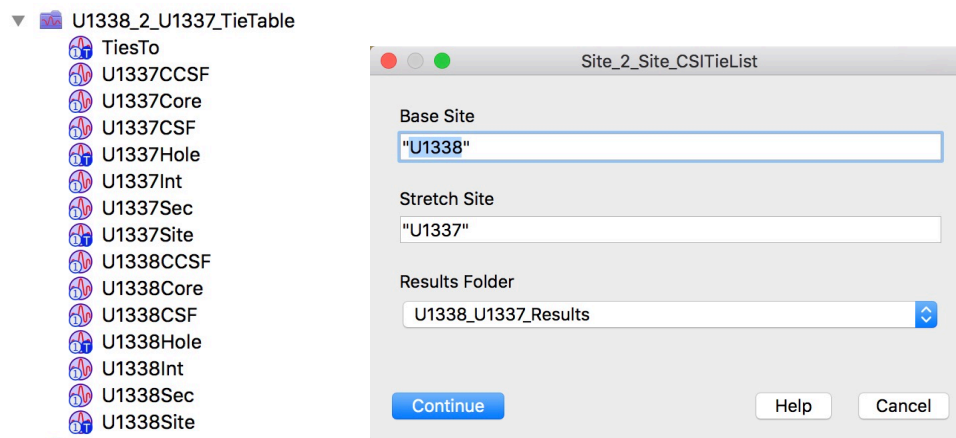 U1338_2_U1337_TieTable
TiesTo
U1337CCSF
U1337Core
U1337CSF
U1337Hole
U1337Int
U1337Sec
U1337Site
U1338CCSF
U1338Core
U1338CSF
U1338Hole
U1338Int
U1338Sec
U1338Site
Site_2_Site_CSITieList
Base Site
"U1338"
Stretch Site
"U1337"
Results Folder
U1338_U1337_Results
Continue
Help
Cancel